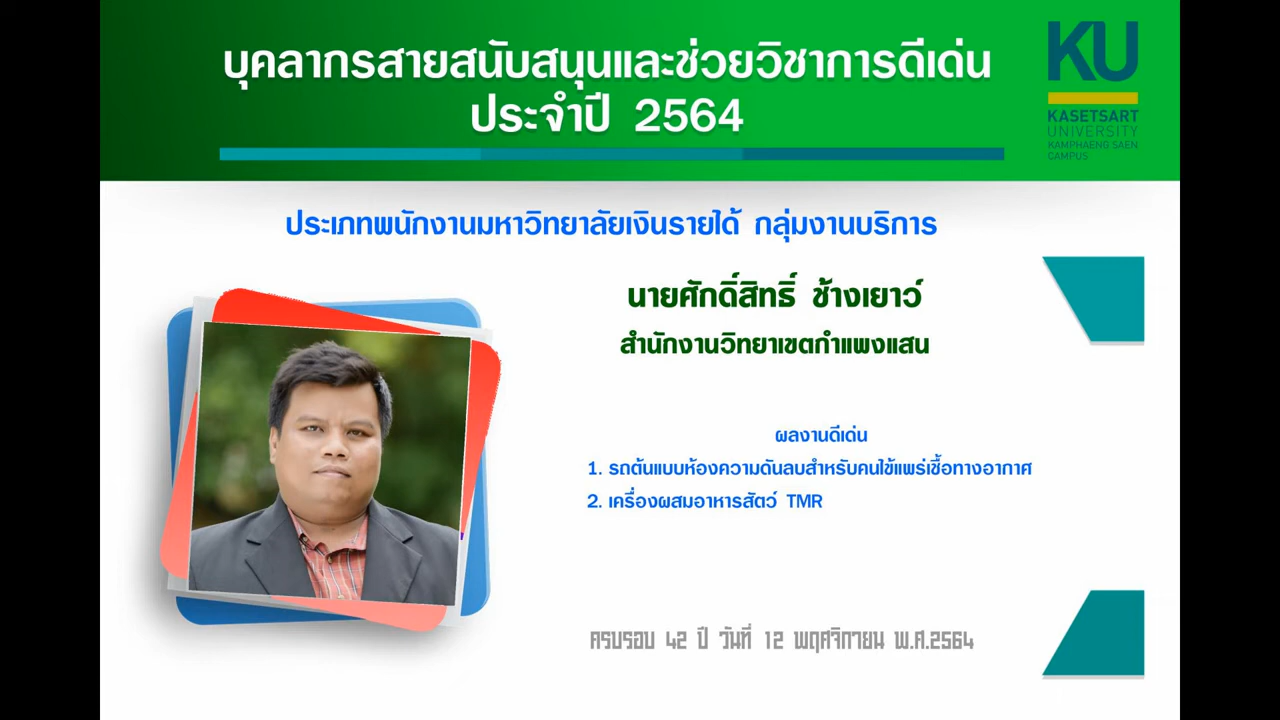 บุคลากรสายสนับสนุนและช่วยวิชาการดีเด่น
ประจำปี 2564
KU
KASETSART
UNIVERSITY
KAMPHAENG SAEN
CAMPUS
ประเภทพนักงานมหาวิทยาลัยเงินรายได้ กลุ่มงานบริการ
นายศักดิ์สิทธิ์ ช้างเยาว์
สำนักงานวิทยาเขตกำแพงแสน
ผลงานดีเด่น
1. รถต้นแบบห้องความดันลบสำหรับคนไข้แพร่เชื้อทางอากาศ
2. เครื่องผสมอาหารสัตว์ TMR
ครบรอบ 42 ปี วันที่ 12 พฤศจิกายน พ.ศ.2564